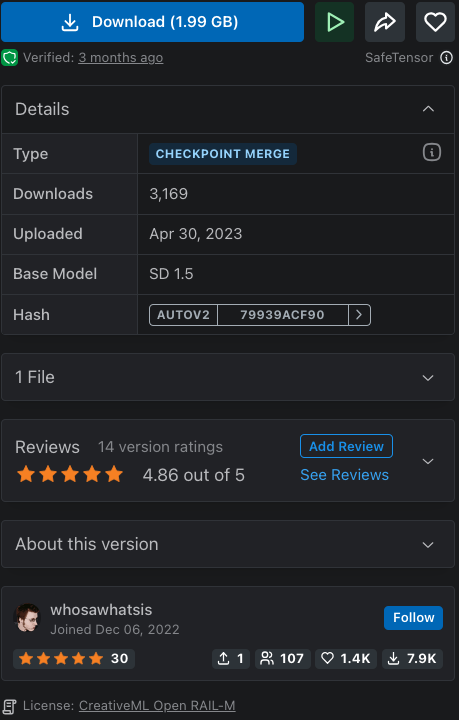 Download (1.99 GB)
Verified: 3 months ago
SafeTensor
Details
Type
CHECKPOINT MERGE
Downloads
3,169
Uploaded
Apr 30, 2023
Base Model
SD 1.5
Hash
AUTOV2
79939ACF90
1 File
Reviews
14 version ratings
Add Review
4.86 out of 5
See Reviews
About this version
whosawhatsis
Joined Dec 06, 2022
Follow
30
1
107
1.4K
7.9K
License: CreativeML Open RAIL-M